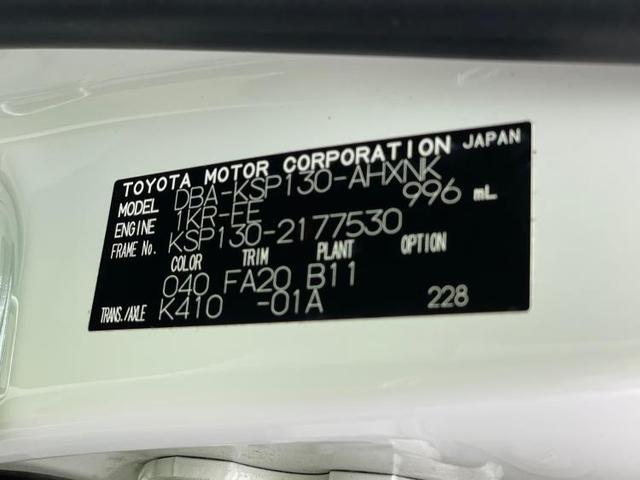 TOYOTA MOTOR CORPORATION JAPAN
MODEL DBA-KSP130-AHXNK
ENGINE 1KR-FE 996 mL
FRAME No. KSP130-2177530
COLOR TRIM PLANT OPTION
040 FA20 B11
TRANS./AXLE K410 -01A 228